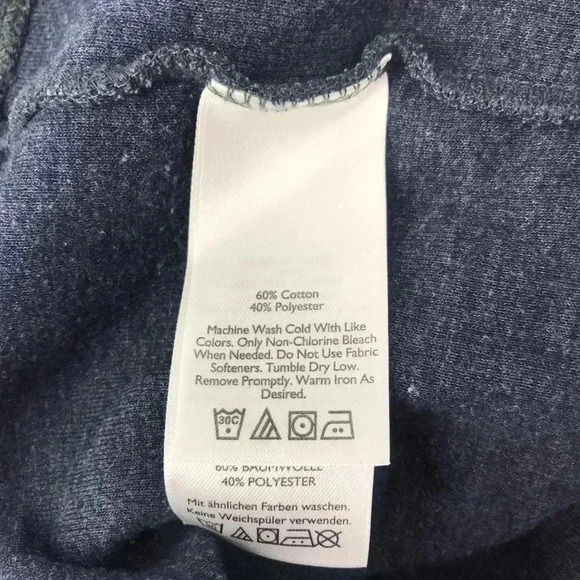 60% Cotton
40% Polyester
Machine Wash Cold With Like
Colors. Only Non-Chlorine Bleach
When Needed. Do Not Use Fabric
Softeners. Tumble Dry Low.
Remove Promptly. Warm Iron As
Desired.
30C
60% BAUMWOLLE
40% POLYESTER
Mit ähnlichen Farben waschen.
Keine Weichspüler verwenden.